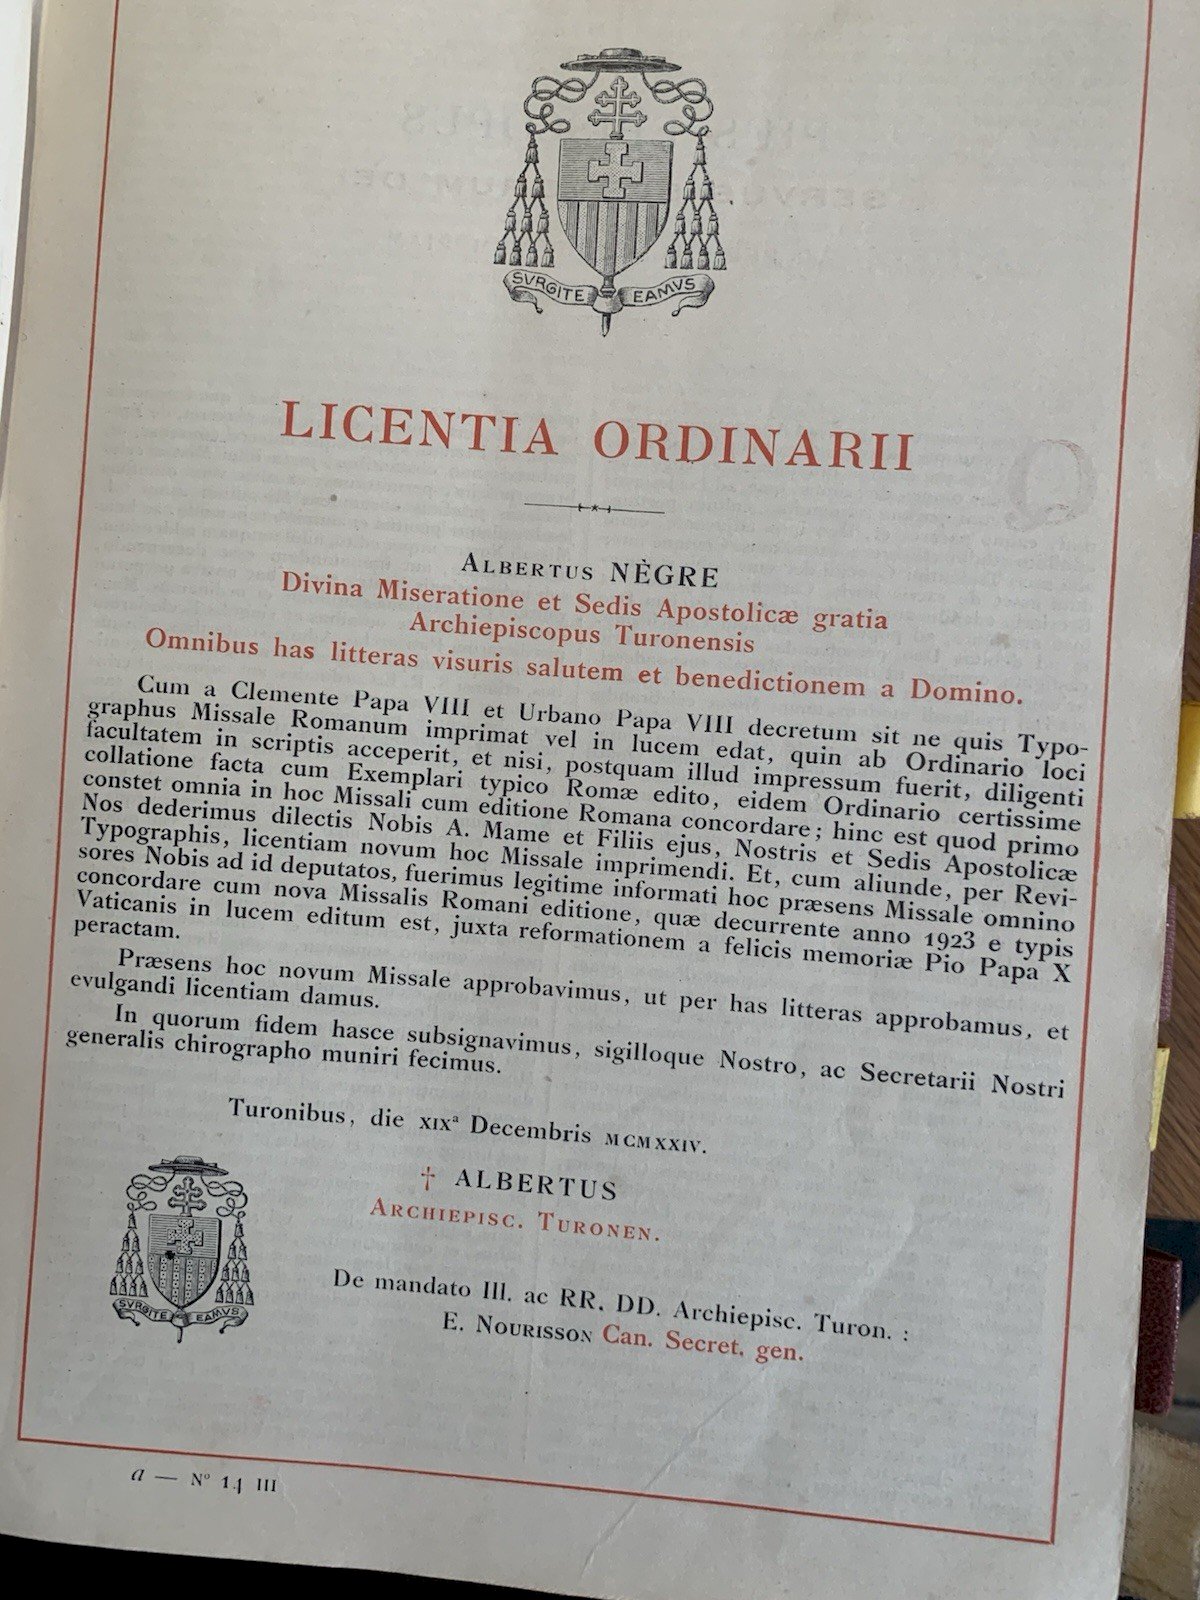 SVRGITE EAMVS
LICENTIA ORDINARII
ALBERTUS NÈGRE
Divina Miseratione et Sedis Apostolicæ gratia
Archiepiscopus Turonensis
Omnibus has litteras visuris salutem et benedictionem a Domino.
Cum a Clemente Papa VIII et Urbano Papa VIII decretum sit ne quis Typo-
graphus Missale Romanum imprimat vel in lucem edat, quin ab Ordinario loci
facultatem in scriptis acceperit, et nisi, postquam illud impressum fuerit, diligenti
collatione facta cum Exemplari typico Romæ edito, eidem Ordinario certissime
constet omnia in hoc Missali cum editione Romana concordare; hinc est quod primo
Nos dederimus dilectis Nobis A. Mame et Filiis ejus, Nostris et Sedis Apostolicæ
Typographis, licentiam novum hoc Missale imprimendi. Et, cum aliunde, per Revi-
sores Nobis ad id deputatos, fuerimus legitime informati hoc præsens Missale omnino
concordare cum nova Missalis Romani editione, quæ decurrente anno 1923 e typis
Vaticanis in lucem editum est, juxta reformationem a felicis memoriæ Pio Papa X
peractam.
Præsens hoc novum Missale approbavimus, ut per has litteras approbamus, et
evulgandi licentiam damus.
In quorum fidem hasce subsignavimus, sigilloque Nostro, ac Secretarii Nostri
generalis chirographo muniri fecimus.
Turonibus, die XIXª Decembris MCMXXIV.
† ALBERTUS
ARCHIEPISC. TURONEN.
SVRGITE EAMVS
De mandato Ill. ac RR. DD. Archiepisc. Turon. :
E. NOURISSON Can. Secret. gen.
a — Nº 14 III